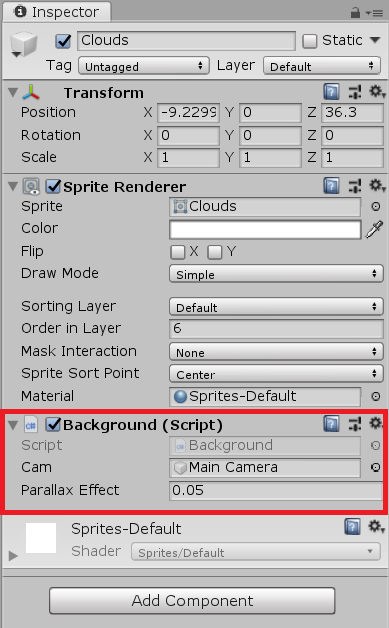 Inspector
Clouds Static
Tag Untagged Layer Default
Transform
Position X -9.2299 Y 0 Z 36.3
Rotation X 0 Y 0 Z 0
Scale X 1 Y 1 Z 1
Sprite Renderer
Sprite Clouds
Color
Flip X Y
Draw Mode Simple
Sorting Layer Default
Order in Layer 6
Mask Interaction None
Sprite Sort Point Center
Material Sprites-Default
c# Background (Script)
Script c# Background
Cam Main Camera
Parallax Effect 0.05
Sprites-Default
Shader Sprites/Default
Add Component